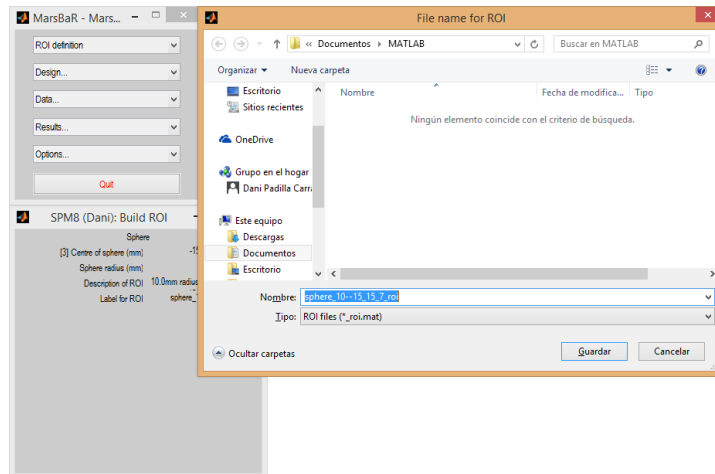 MarsBaR - Mars...
ROI definition
Design...
Data...
Results...
Options...
Quit
SPM8 (Dani): Build ROI
Sphere
[3] Centre of sphere (mm)
Sphere radius (mm)
Description of ROI 10.0mm radius
Label for ROI
File name for ROI
« Documentos MATLAB
Buscar en MATLAB
Organizar Nueva carpeta
Escritorio
Sitios recientes
OneDrive
Grupo en el hogar
Dani Padilla
Este equipo
Descargas
Documentos
Escritorio
Nombre Fecha de modifica... Tipo
Ningún elemento coincide con el criterio de búsqueda.
Nombre: sphere_10--15_15_7_roi
Tipo: ROI files (*_roi.mat)
Ocultar carpetas
Guardar Cancelar